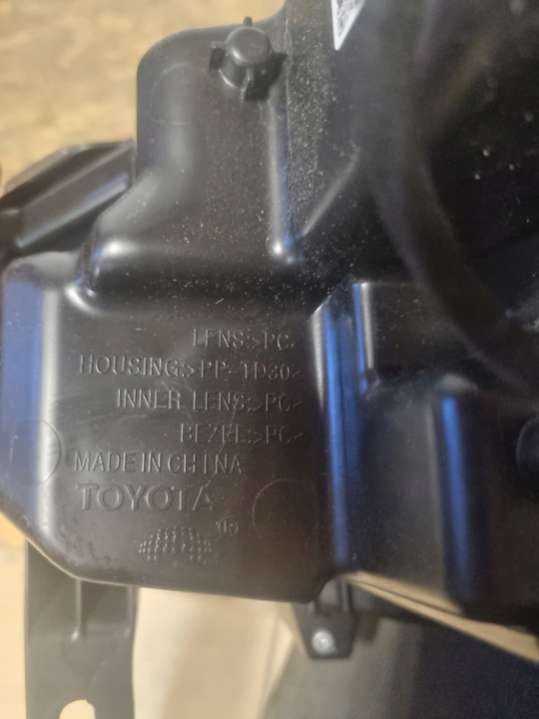 LENS>PC<
HOUSING>PP-TD30<
INNER LENS>PC<
BEZEL>PC<
MADE IN CHINA
TOYOTA